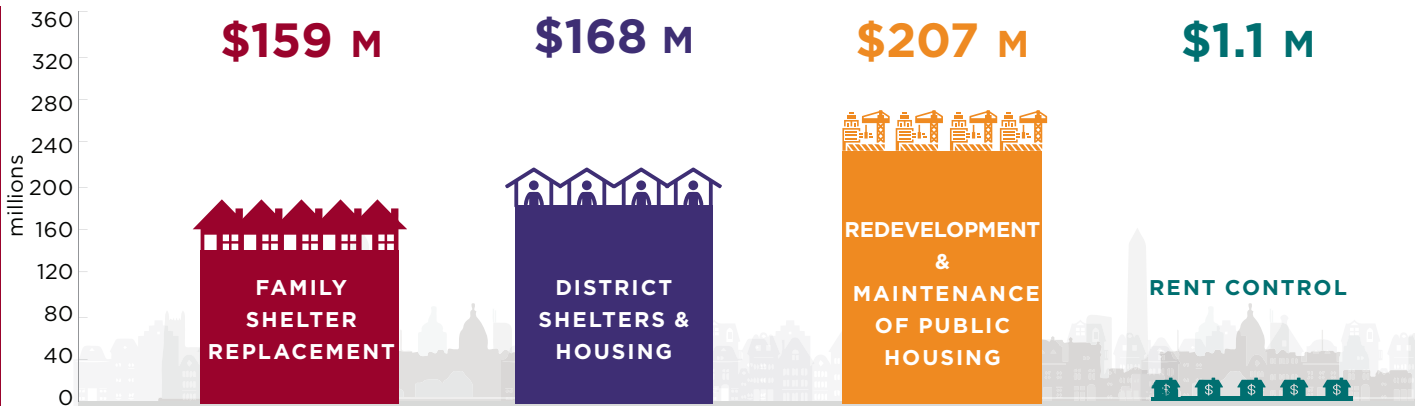 360
320
280
240
200
160
120
80
40
0
millions
$159 M
$168 M
$207 M
$1.1 M
FAMILY
SHELTER
REPLACEMENT
DISTRICT
SHELTERS &
HOUSING
REDEVELOPMENT
&
MAINTENANCE
OF PUBLIC
HOUSING
RENT CONTROL
$ $ $ $ $